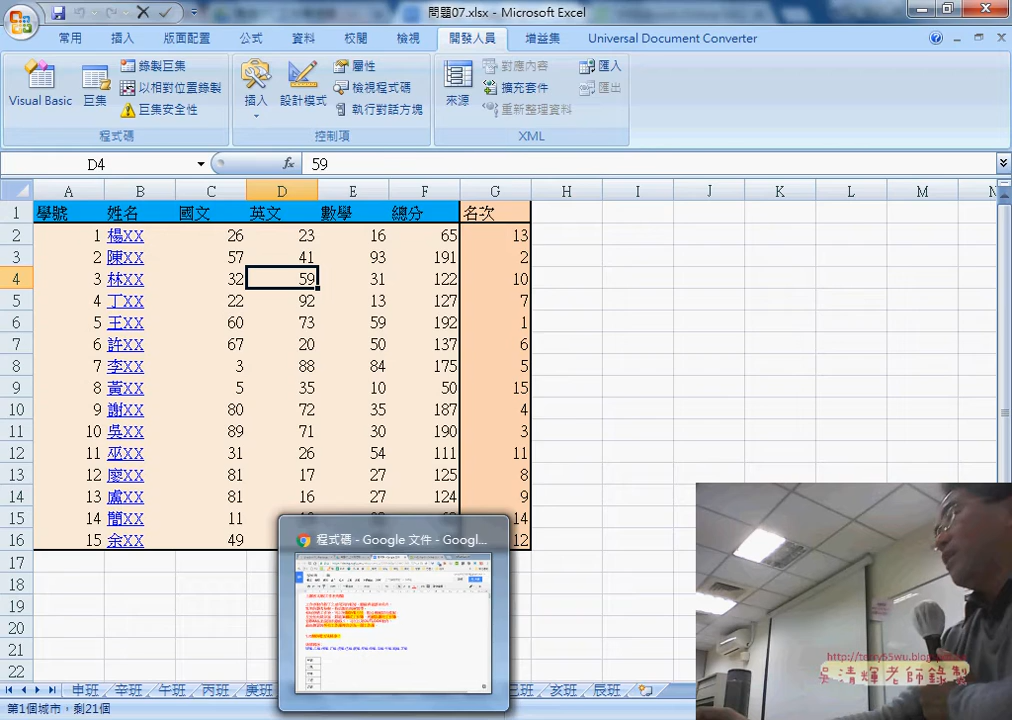 問題07.xlsx - Microsoft Excel
常用 插入 版面配置 公式 資料 校閱 檢視 開發人員 增益集 Universal Document Converter
Visual Basic 巨集 錄製巨集 以相對位置錄製 巨集安全性
程式碼
插入 設計模式 屬性 檢視程式碼 執行對話方塊
控制項
來源 對應內容 擴充套件 重新整理資料 匯入 匯出
XML
D4 fx 59
A B C D E F G H I J K L M N
1 學號 姓名 國文 英文 數學 總分 名次
2 1 楊XX 26 23 16 65 13
3 2 陳XX 57 41 93 191 2
4 3 林XX 32 59 31 122 10
5 4 丁XX 22 92 13 127 7
6 5 王XX 60 73 59 192 1
7 6 許XX 67 20 50 137 6
8 7 李XX 3 88 84 175 5
9 8 黃XX 5 35 10 50 15
10 9 謝XX 80 72 35 187 4
11 10 吳XX 89 71 30 190 3
12 11 巫XX 31 26 54 111 11
13 12 廖XX 81 17 27 125 8
14 13 盧XX 81 16 27 124 9
15 14 簡XX 11 14
16 15 余XX 49 12
17
18
19
20
21
22
程式碼 - Google 文件 - Googl...
申班 辛班 午班 丙班 庚班 亥班 辰班
第1個城市，剩21個
http://terry55wu.blogs
吳清輝老師錄製